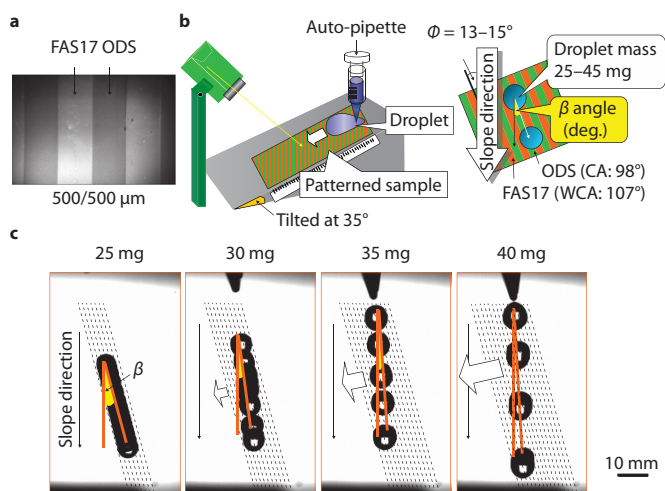 a
FAS17 ODS
500/500 µm
b
Auto-pipette
Droplet
Patterned sample
Tilted at 35°
Φ = 13–15°
Slope direction
Droplet mass
25–45 mg
β angle
(deg.)
ODS (CA: 98°)
FAS17 (WCA: 107°)
c
25 mg
30 mg
35 mg
40 mg
Slope direction
β
10 mm